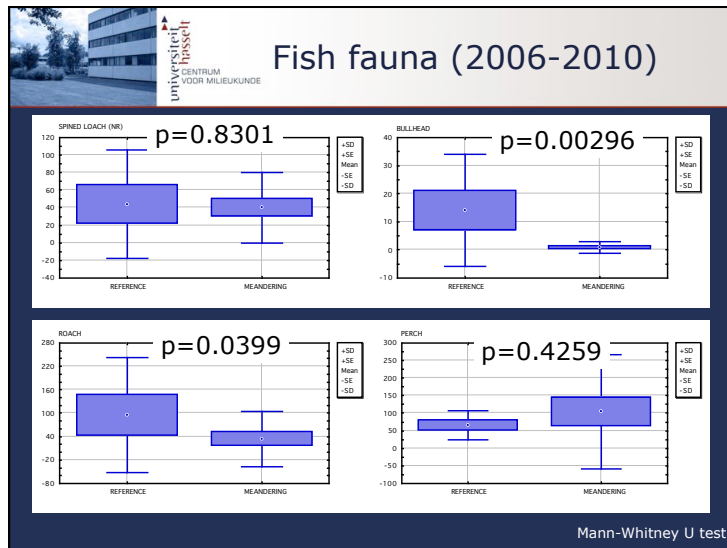 universiteit
hasselt
CENTRUM
VOOR MILIEUKUNDE
Fish fauna (2006-2010)
SPINED LOACH (NR)
p=0.8301
120
100
80
60
40
20
0
-20
-40
REFERENCE
MEANDERING
+SD
+SE
Mean
-SE
-SD
BULLHEAD
p=0.00296
40
30
20
10
0
-10
REFERENCE
MEANDERING
+SD
+SE
Mean
-SE
-SD
ROACH
p=0.0399
280
220
160
100
40
-20
-80
REFERENCE
MEANDERING
+SD
+SE
Mean
-SE
-SD
PERCH
p=0.4259
300
250
200
150
100
50
0
-50
-100
REFERENCE
MEANDERING
+SD
+SE
Mean
-SE
-SD
Mann-Whitney U test